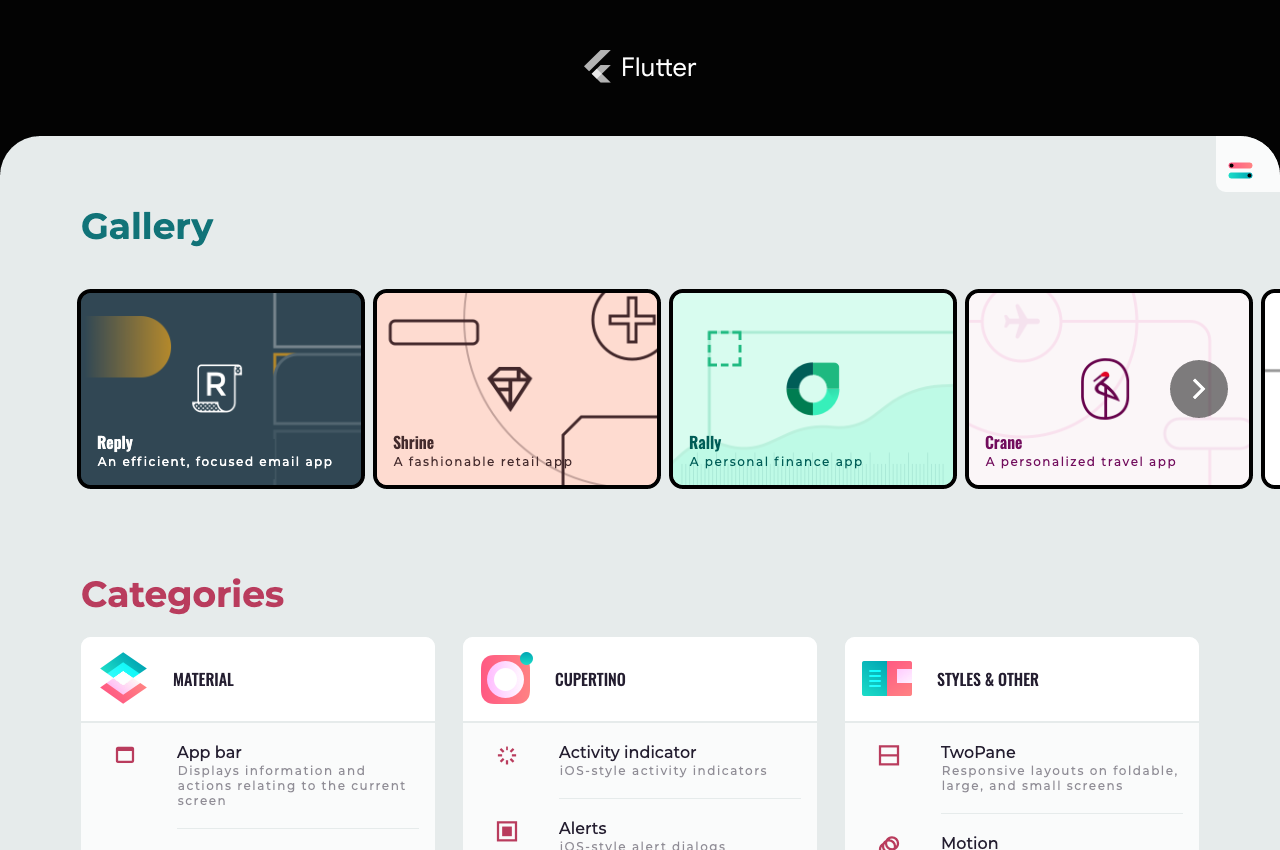 Flutter
Gallery
R
Reply
An efficient, focused email app
Shrine
A fashionable retail app
Rally
A personal finance app
Crane
A personalized travel app
Categories
MATERIAL
App bar
Displays information and
actions relating to the current
screen
CUPERTINO
Activity indicator
iOS-style activity indicators
Alerts
iOS-style alert dialogs
STYLES & OTHER
TwoPane
Responsive layouts on foldable,
large, and small screens
Motion